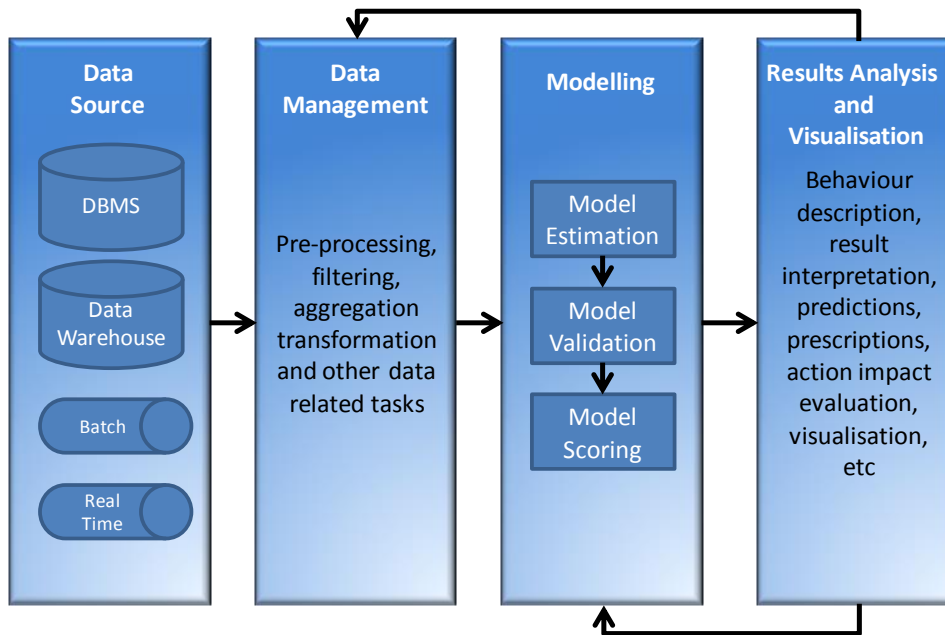 Data
Source
DBMS
Data
Warehouse
Batch
Real
Time
Data
Management
Pre-processing,
filtering,
aggregation
transformation
and other data
related tasks
Modelling
Model
Estimation
Model
Validation
Model
Scoring
Results Analysis
and
Visualisation
Behaviour
description,
result
interpretation,
predictions,
prescriptions,
action impact
evaluation,
visualisation,
etc